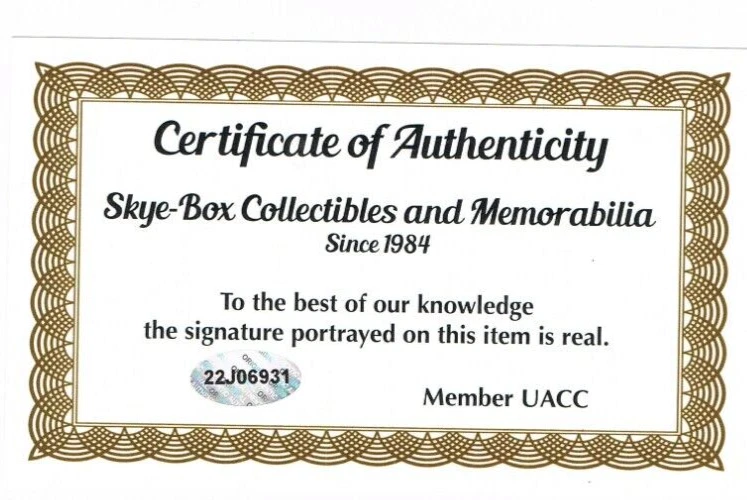 Certificate of Authenticity
Skye-Box Collectibles and Memorabilia
Since 1984
To the best of our knowledge
the signature portrayed on this item is real.
22J06931
Member UACC